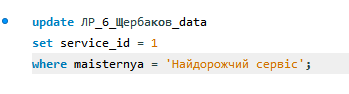 update ЛР_6_Щербаков_data
set service_id = 1
where maisternya = 'Найдорожчий сервіс';